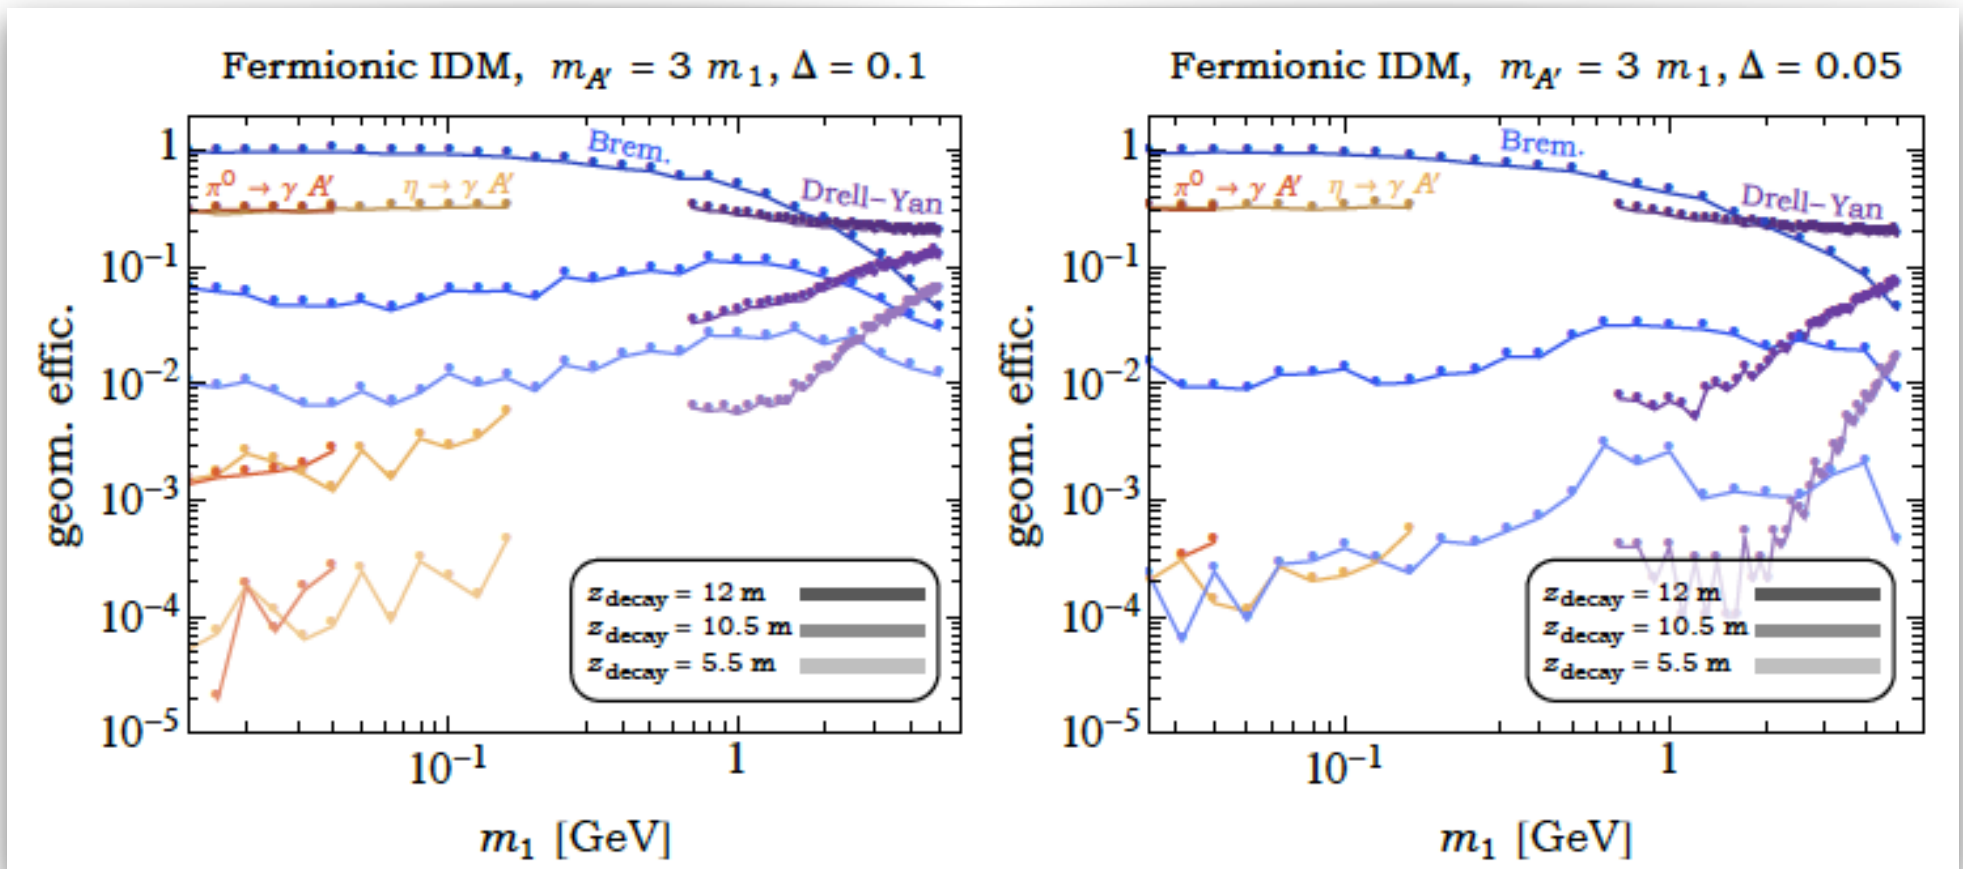 Fermionic IDM, m_A′ = 3 m_1, Δ = 0.1
geom. effic.
1
10^−1
10^−2
10^−3
10^−4
10^−5
Brem.
π^0 → γ A′
η → γ A′
Drell−Yan
z_decay = 12 m
z_decay = 10.5 m
z_decay = 5.5 m
10^−1
1
m_1 [GeV]
Fermionic IDM, m_A′ = 3 m_1, Δ = 0.05
geom. effic.
1
10^−1
10^−2
10^−3
10^−4
10^−5
Brem.
π^0 → γ A′
η → γ A′
Drell−Yan
z_decay = 12 m
z_decay = 10.5 m
z_decay = 5.5 m
10^−1
1
m_1 [GeV]